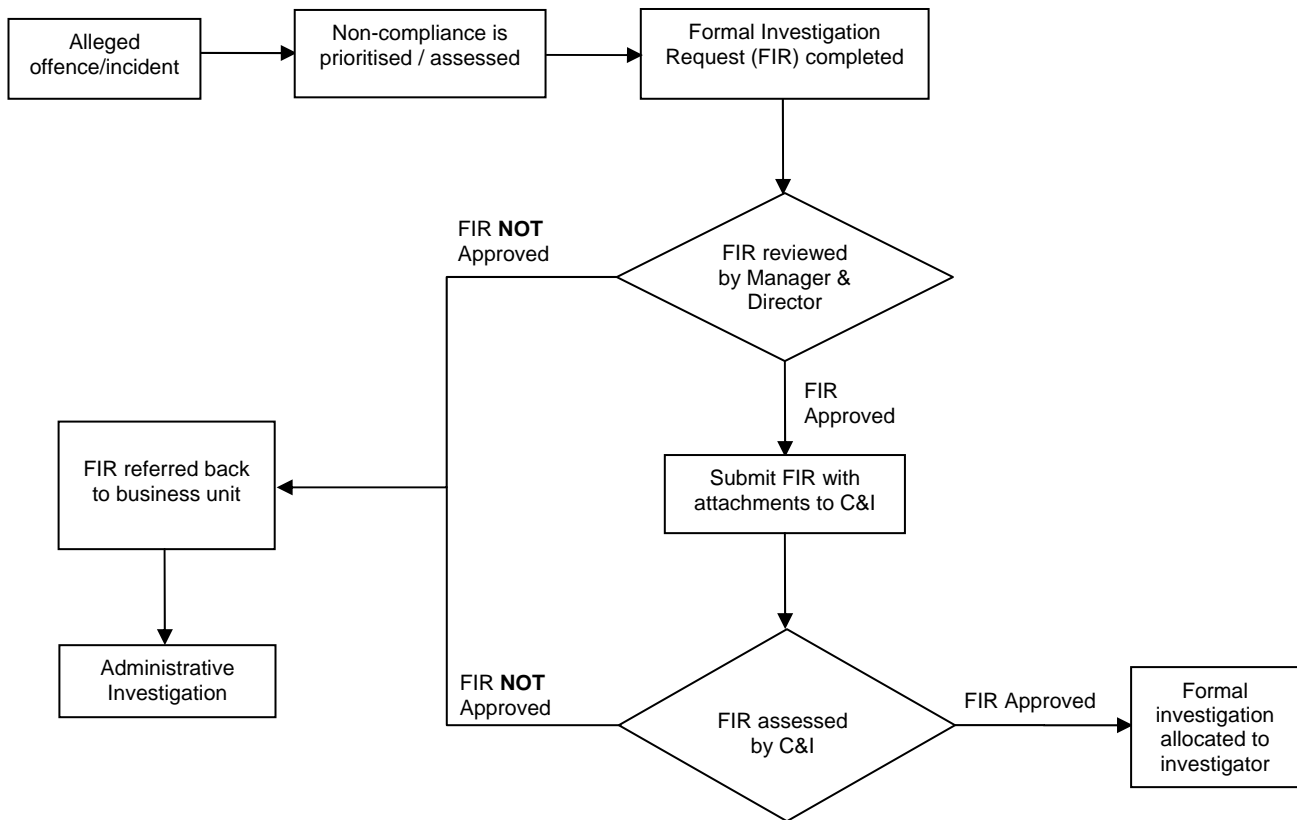 Alleged
offence/incident
Non-compliance is
prioritised / assessed
Formal Investigation
Request (FIR) completed
FIR NOT
Approved
FIR reviewed
by Manager &
Director
FIR
Approved
FIR referred back
to business unit
Submit FIR with
attachments to C&I
Administrative
Investigation
FIR NOT
Approved
FIR assessed
by C&I
FIR Approved
Formal
investigation
allocated to
investigator